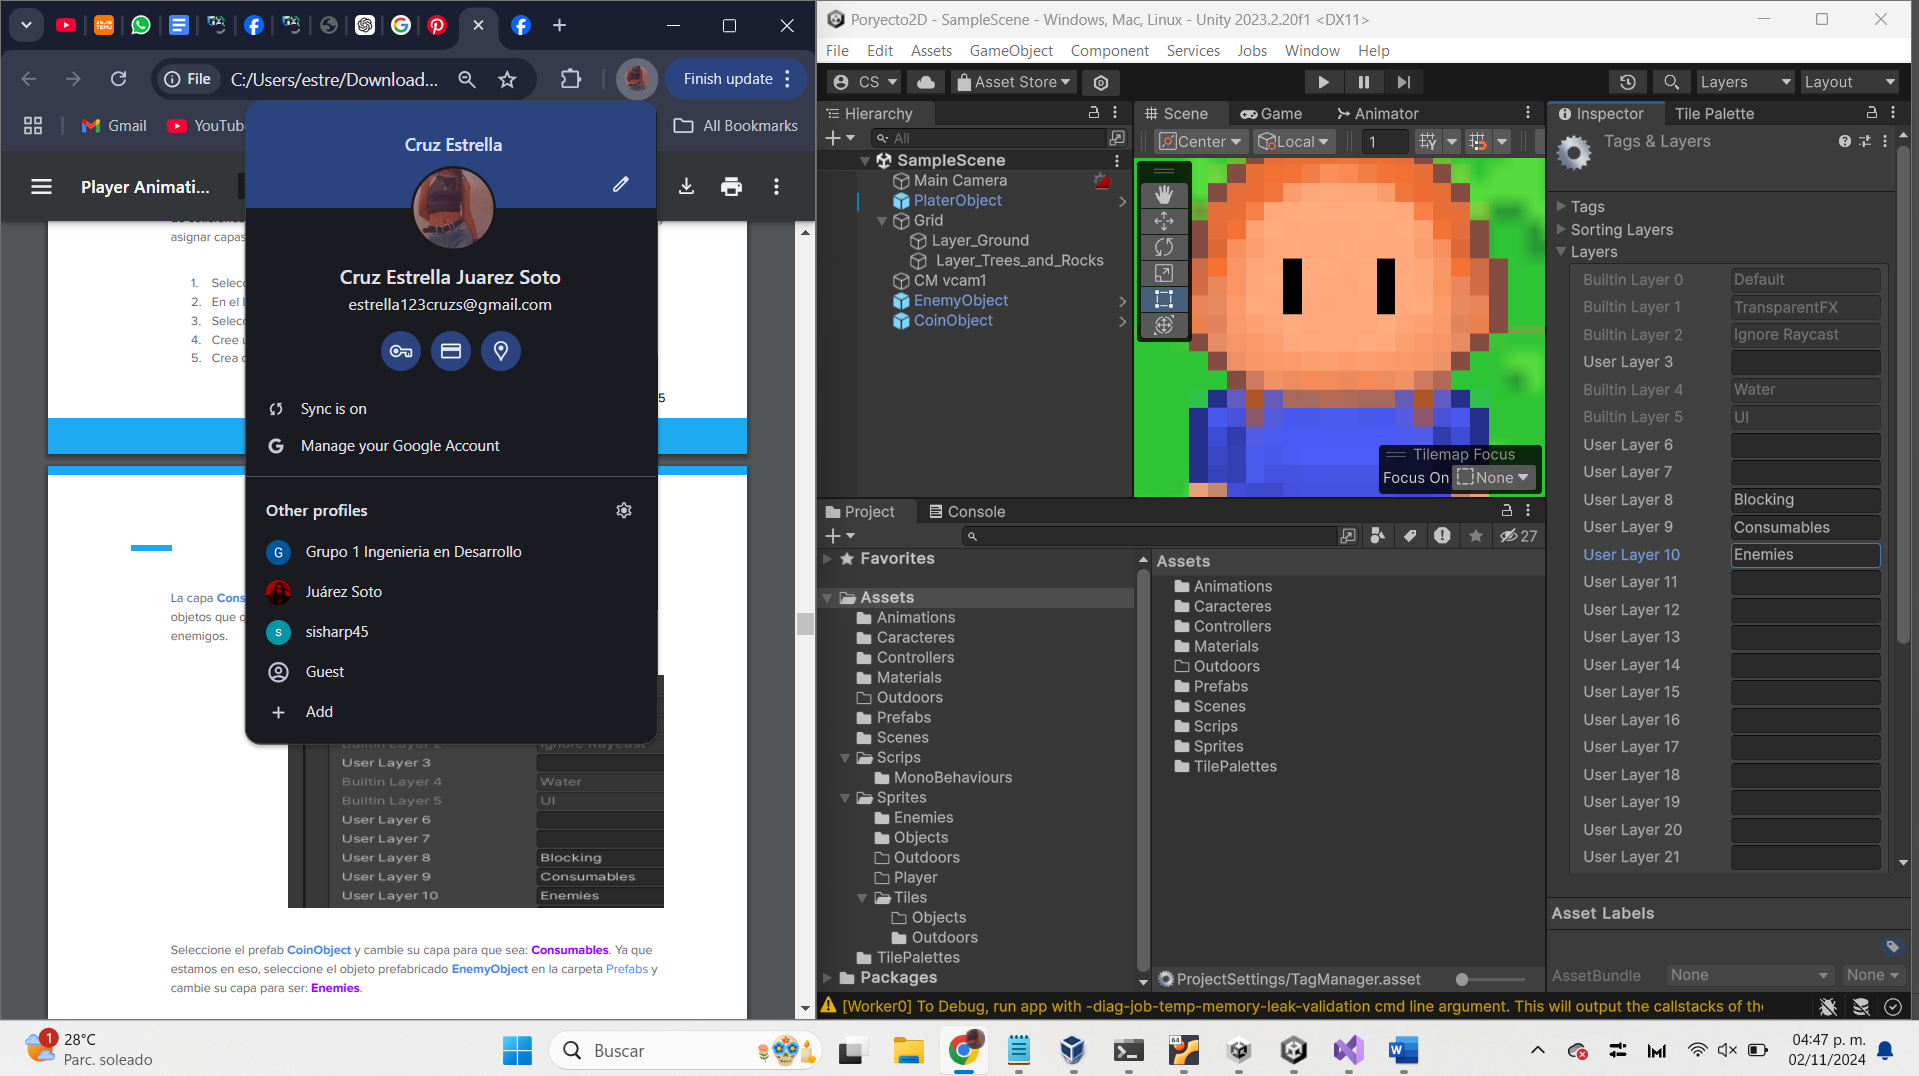 File
C:/Users/estre/Download...
Finish update
Gmail
YouTub
All Bookmarks
Player Animati...
Cruz Estrella
Cruz Estrella Juarez Soto
estrella123cruzs@gmail.com
Sync is on
Manage your Google Account
Other profiles
G
Grupo 1 Ingenieria en Desarrollo
Juárez Soto
s
sisharp45
Guest
Add
asignar capas
1. Selecc
2. En el I
3. Selecc
4. Cree u
5. Crea c
5
La capa Cons
objetos que q
enemigos.
User Layer 3
Builtin Layer 4 Water
Builtin Layer 5 UI
User Layer 6
User Layer 7
User Layer 8 Blocking
User Layer 9 Consumables
User Layer 10 Enemies
Seleccione el prefab CoinObject y cambie su capa para que sea: Consumables. Ya que
estamos en eso, seleccione el objeto prefabricado EnemyObject en la carpeta Prefabs y
cambie su capa para ser: Enemies.
Poryecto2D - SampleScene - Windows, Mac, Linux - Unity 2023.2.20f1 <DX11>
File Edit Assets GameObject Component Services Jobs Window Help
CS
Asset Store
Layers
Layout
Hierarchy
All
SampleScene
Main Camera
PlaterObject
Grid
Layer_Ground
Layer_Trees_and_Rocks
CM vcam1
EnemyObject
CoinObject
Scene
Game
Animator
Center
Local
1
Tilemap Focus
Focus On
None
Inspector
Tile Palette
Tags & Layers
Tags
Sorting Layers
Layers
Builtin Layer 0 Default
Builtin Layer 1 TransparentFX
Builtin Layer 2 Ignore Raycast
User Layer 3
Builtin Layer 4 Water
Builtin Layer 5 UI
User Layer 6
User Layer 7
User Layer 8 Blocking
User Layer 9 Consumables
User Layer 10 Enemies
User Layer 11
User Layer 12
User Layer 13
User Layer 14
User Layer 15
User Layer 16
User Layer 17
User Layer 18
User Layer 19
User Layer 20
User Layer 21
Asset Labels
AssetBundle None None
Project
Console
27
Favorites
Assets
Animations
Caracteres
Controllers
Materials
Outdoors
Prefabs
Scenes
Scrips
MonoBehaviours
Sprites
Enemies
Objects
Outdoors
Player
Tiles
Objects
Outdoors
TilePalettes
Packages
Assets
Animations
Caracteres
Controllers
Materials
Outdoors
Prefabs
Scenes
Scrips
Sprites
TilePalettes
ProjectSettings/TagManager.asset
[Worker0] To Debug, run app with -diag-job-temp-memory-leak-validation cmd line argument. This will output the callstacks of the
1
28°C
Parc. soleado
Buscar
64
04:47 p. m.
02/11/2024